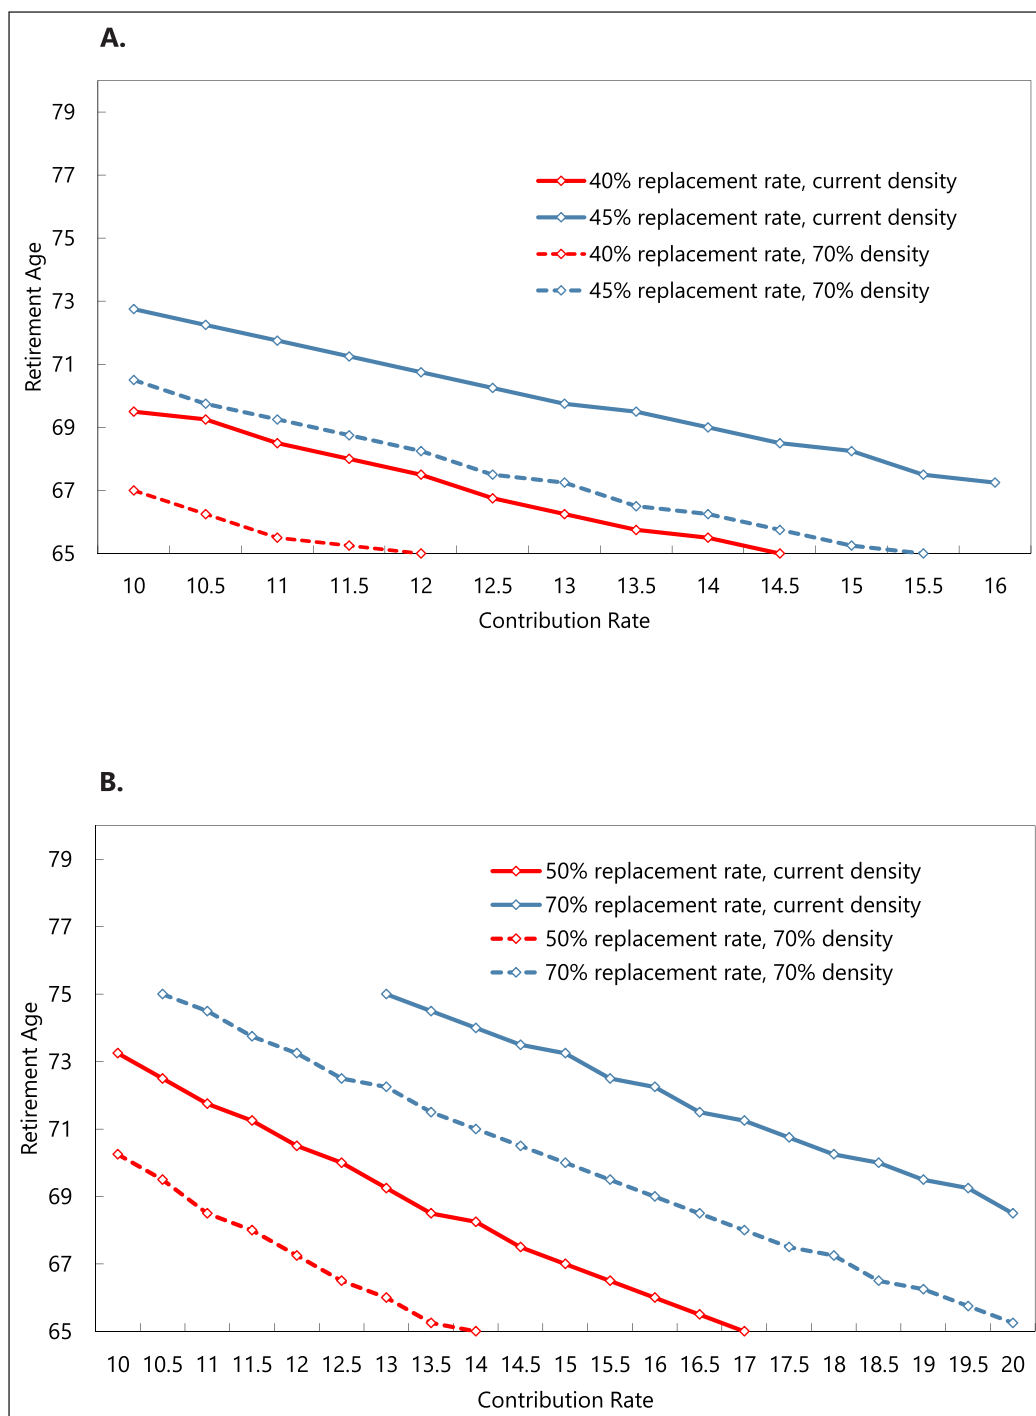 A.
79
77
75
73
71
69
67
65
Retirement Age
40% replacement rate, current density
45% replacement rate, current density
40% replacement rate, 70% density
45% replacement rate, 70% density
10 10.5 11 11.5 12 12.5 13 13.5 14 14.5 15 15.5 16
Contribution Rate
B.
79
77
75
73
71
69
67
65
Retirement Age
50% replacement rate, current density
70% replacement rate, current density
50% replacement rate, 70% density
70% replacement rate, 70% density
10 10.5 11 11.5 12 12.5 13 13.5 14 14.5 15 15.5 16 16.5 17 17.5 18 18.5 19 19.5 20
Contribution Rate